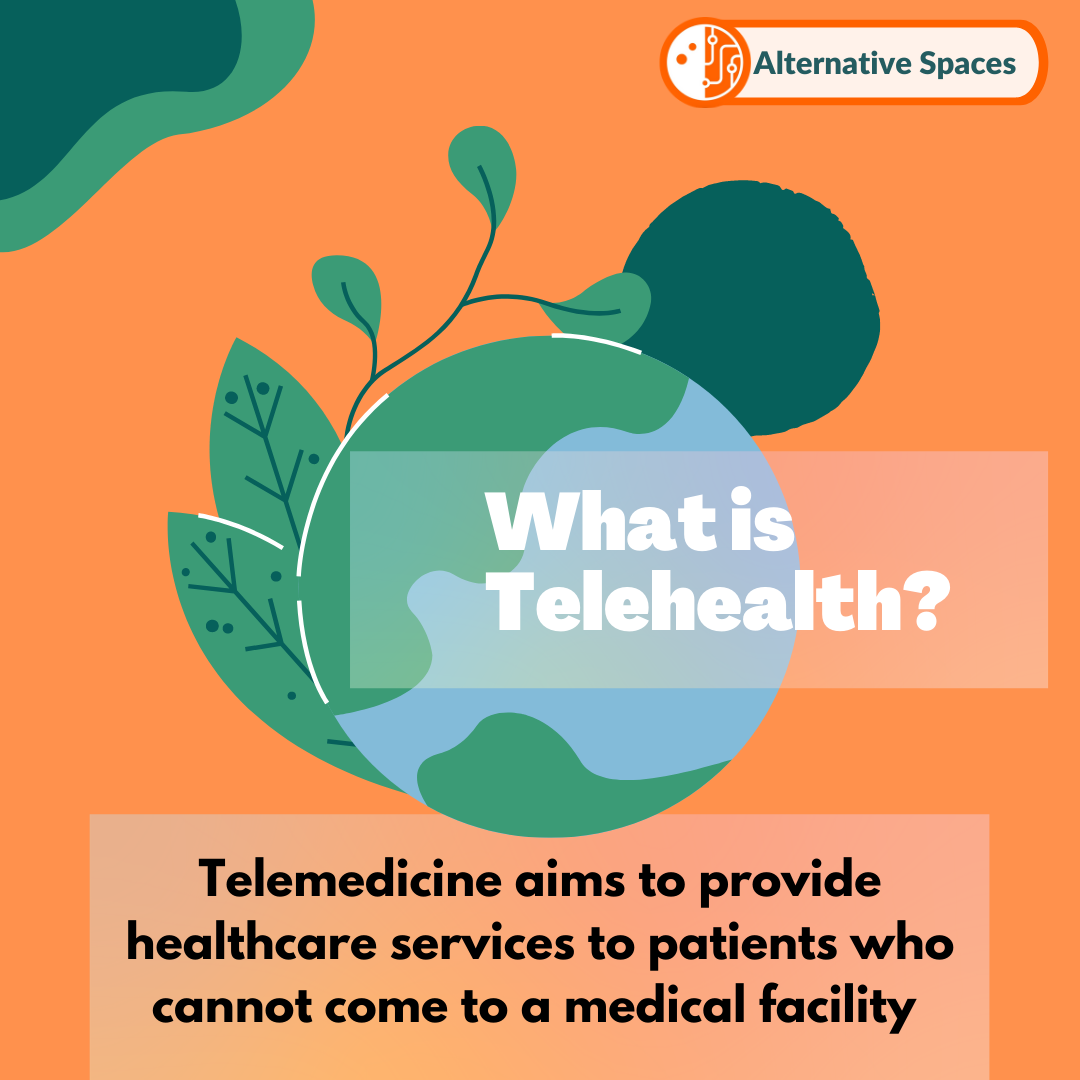 Alternative Spaces
What is
Telehealth?
Telemedicine aims to provide
healthcare services to patients who
cannot come to a medical facility